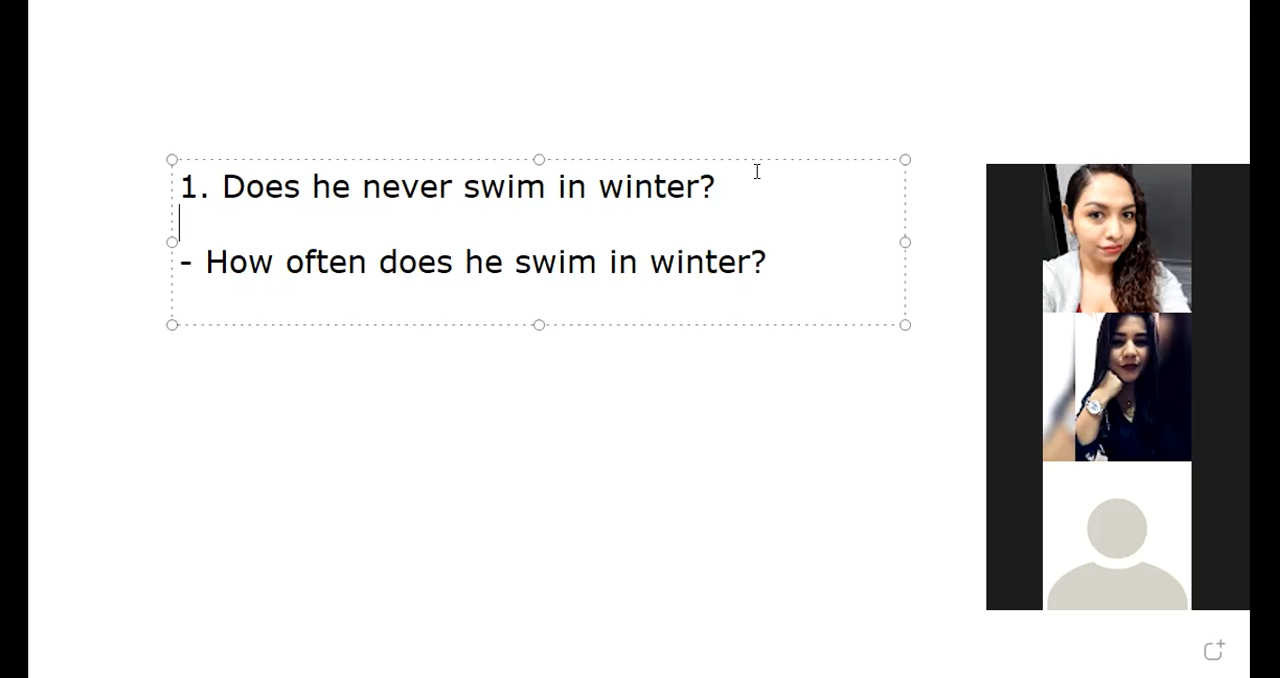 1. Does he never swim in winter?
- How often does he swim in winter?